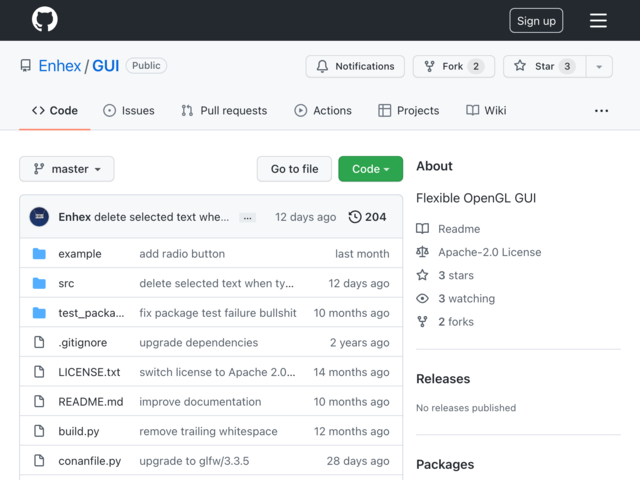 Sign up
Enhex / GUI Public
Notifications
Fork 2
Star 3
Code
Issues
Pull requests
Actions
Projects
Wiki
master
Go to file
Code
About
Flexible OpenGL GUI
Readme
Apache-2.0 License
3 stars
3 watching
2 forks
Releases
No releases published
Packages
Enhex delete selected text whe... 12 days ago 204
example add radio button last month
src delete selected text when ty... 12 days ago
test_packa... fix package test failure bullshit 10 months ago
.gitignore upgrade dependencies 2 years ago
LICENSE.txt switch license to Apache 2.0... 14 months ago
README.md improve documentation 10 months ago
build.py remove trailing whitespace 12 months ago
conanfile.py upgrade to glfw/3.3.5 28 days ago